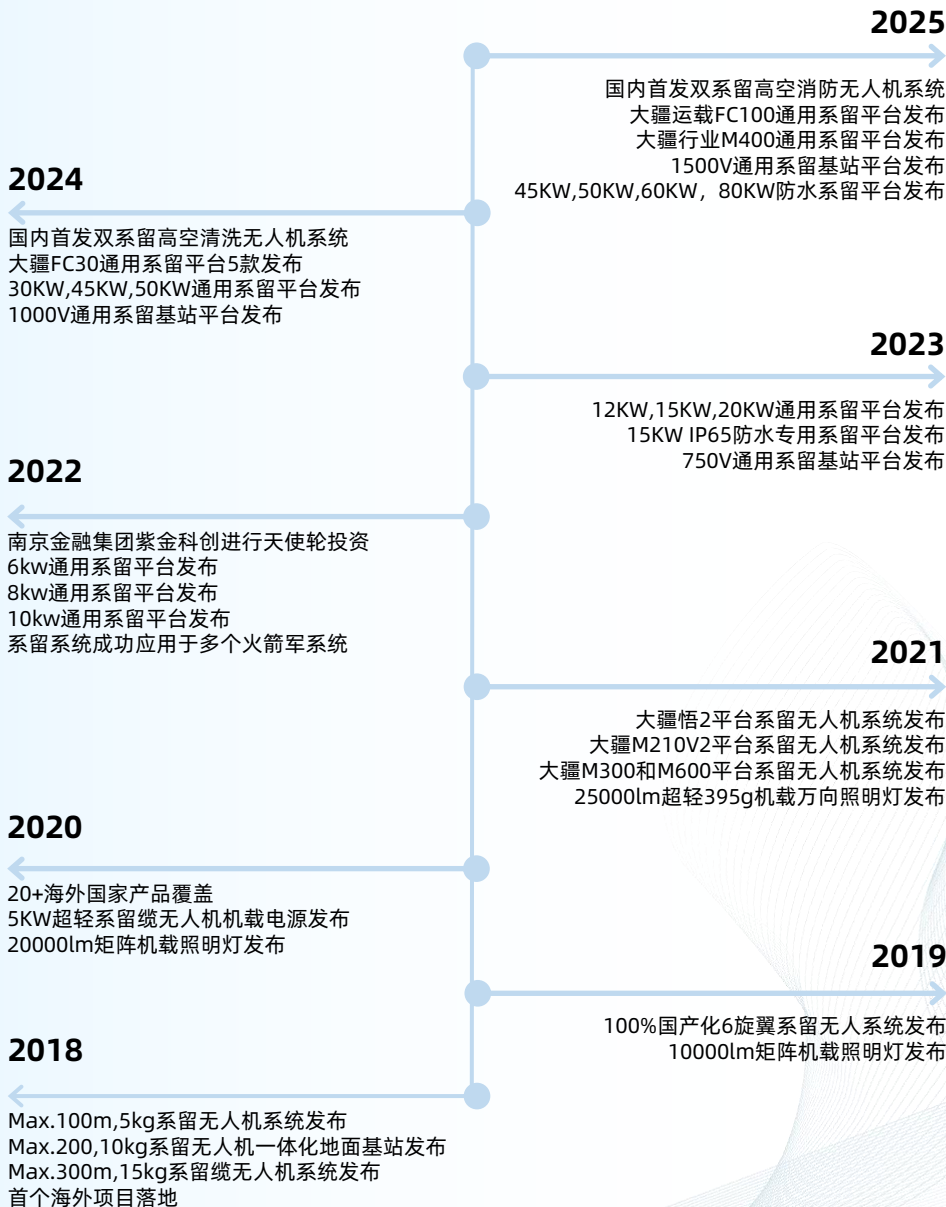 2025
国内首发双系留高空消防无人机系统
大疆运载FC100通用系留平台发布
大疆行业M400通用系留平台发布
1500V通用系留基站平台发布
45KW,50KW,60KW，80KW防水系留平台发布
2024
国内首发双系留高空清洗无人机系统
大疆FC30通用系留平台5款发布
30KW,45KW,50KW通用系留平台发布
1000V通用系留基站平台发布
2023
12KW,15KW,20KW通用系留平台发布
15KW IP65防水专用系留平台发布
750V通用系留基站平台发布
2022
南京金融集团紫金科创进行天使轮投资
6kw通用系留平台发布
8kw通用系留平台发布
10kw通用系留平台发布
系留系统成功应用于多个火箭军系统
2021
大疆悟2平台系留无人机系统发布
大疆M210V2平台系留无人机系统发布
大疆M300和M600平台系留无人机系统发布
25000lm超轻395g机载万向照明灯发布
2020
20+海外国家产品覆盖
5KW超轻系留缆无人机机载电源发布
20000lm矩阵机载照明灯发布
2019
100%国产化6旋翼系留无人系统发布
10000lm矩阵机载照明灯发布
2018
Max.100m,5kg系留无人机系统发布
Max.200,10kg系留无人机一体化地面基站发布
Max.300m,15kg系留缆无人机系统发布
首个海外项目落地